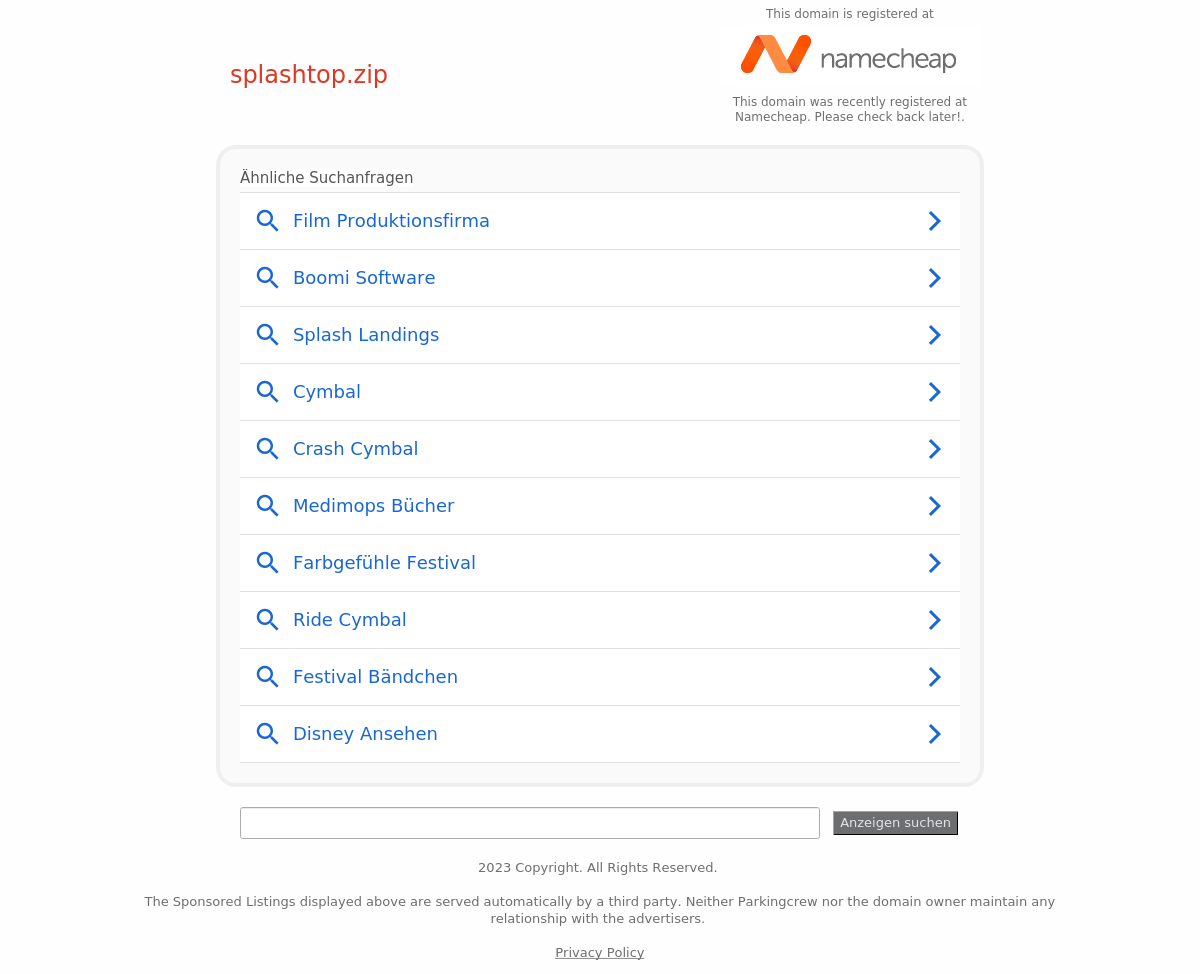 This domain is registered at
splashtop.zip
namecheap
This domain was recently registered at
Namecheap. Please check back later!.
Ähnliche Suchanfragen
Film Produktionsfirma
Boomi Software
Splash Landings
Cymbal
Crash Cymbal
Medimops Bücher
Farbgefühle Festival
Ride Cymbal
Festival Bändchen
Disney Ansehen
Anzeigen suchen
2023 Copyright. All Rights Reserved.
The Sponsored Listings displayed above are served automatically by a third party. Neither Parkingcrew nor the domain owner maintain any
relationship with the advertisers.
Privacy Policy